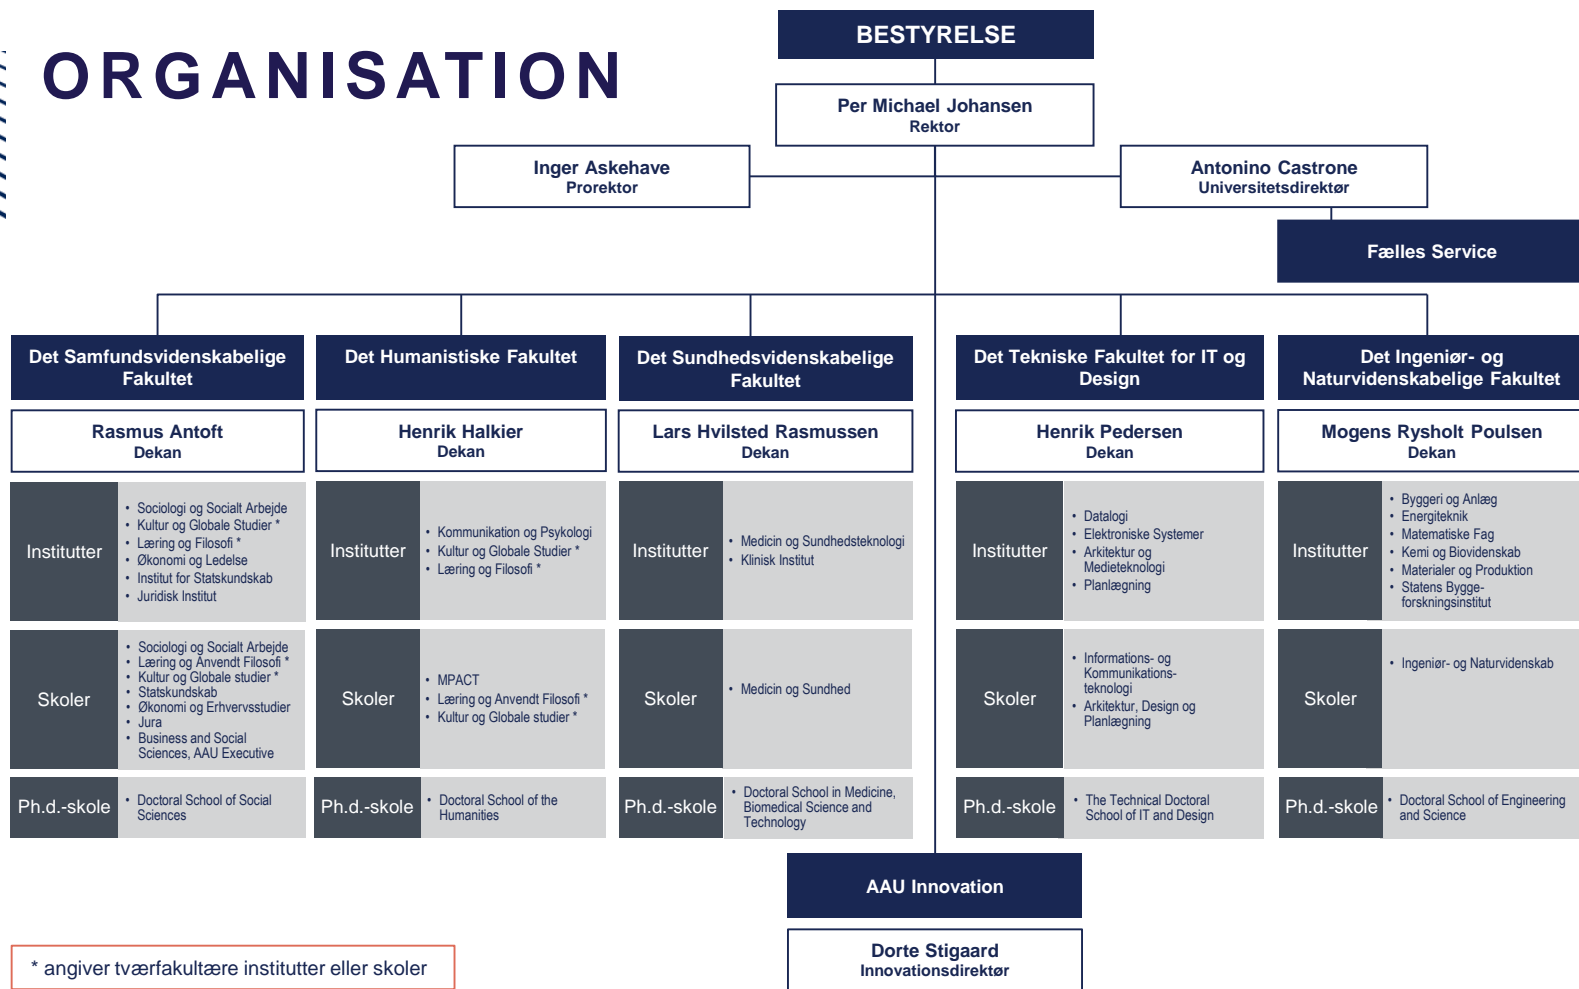 ORGANISATION
BESTYRELSE
Per Michael Johansen
Rektor
Inger Askehave
Prorektor
Antonino Castrone
Universitetsdirektør
Fælles Service
Det Samfundsvidenskabelige
Fakultet
Rasmus Antoft
Dekan
Institutter
• Sociologi og Socialt Arbejde
• Kultur og Globale Studier *
• Læring og Filosofi *
• Økonomi og Ledelse
• Institut for Statskundskab
• Juridisk Institut
Skoler
• Sociologi og Socialt Arbejde
• Læring og Anvendt Filosofi *
• Kultur og Globale studier *
• Statskundskab
• Økonomi og Erhvervsstudier
• Jura
• Business and Social
Sciences, AAU Executive
Ph.d.-skole
• Doctoral School of Social
Sciences
Det Humanistiske Fakultet
Henrik Halkier
Dekan
Institutter
• Kommunikation og Psykologi
• Kultur og Globale Studier *
• Læring og Filosofi *
Skoler
• MPACT
• Læring og Anvendt Filosofi *
• Kultur og Globale studier *
Ph.d.-skole
• Doctoral School of the
Humanities
Det Sundhedsvidenskabelige
Fakultet
Lars Hvilsted Rasmussen
Dekan
Institutter
• Medicin og Sundhedsteknologi
• Klinisk Institut
Skoler
• Medicin og Sundhed
Ph.d.-skole
• Doctoral School in Medicine,
Biomedical Science and
Technology
Det Tekniske Fakultet for IT og
Design
Henrik Pedersen
Dekan
Institutter
• Datalogi
• Elektroniske Systemer
• Arkitektur og
Medieteknologi
• Planlægning
Skoler
• Informations- og
Kommunikations-
teknologi
• Arkitektur, Design og
Planlægning
Ph.d.-skole
• The Technical Doctoral
School of IT and Design
Det Ingeniør- og
Naturvidenskabelige Fakultet
Mogens Rysholt Poulsen
Dekan
Institutter
• Byggeri og Anlæg
• Energiteknik
• Matematiske Fag
• Kemi og Biovidenskab
• Materialer og Produktion
• Statens Bygge-
forskningsinstitut
Skoler
• Ingeniør- og Naturvidenskab
Ph.d.-skole
• Doctoral School of Engineering
and Science
AAU Innovation
Dorte Stigaard
Innovationsdirektør
* angiver tværfakultære institutter eller skoler